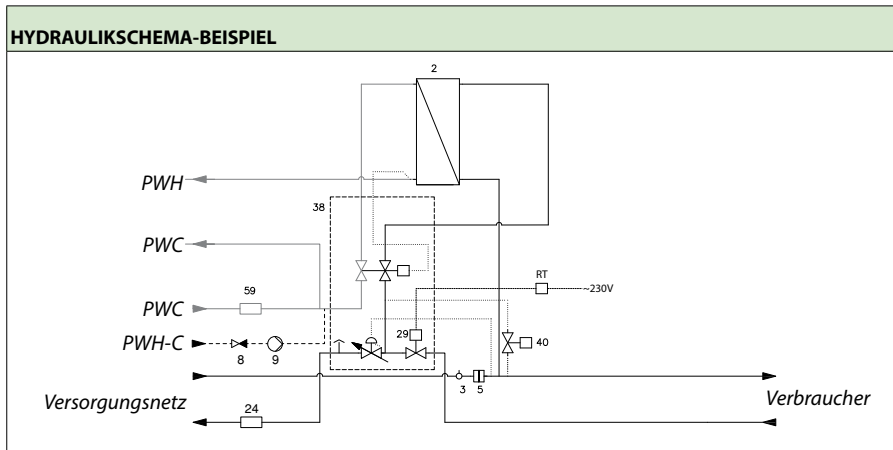 HYDRAULIKSCHEMA-BEISPIEL
2
PWH
38
PWC
RT
~230V
59
PWC
29
40
PWH-C
8
9
3
5
Versorgungsnetz
Verbraucher
24